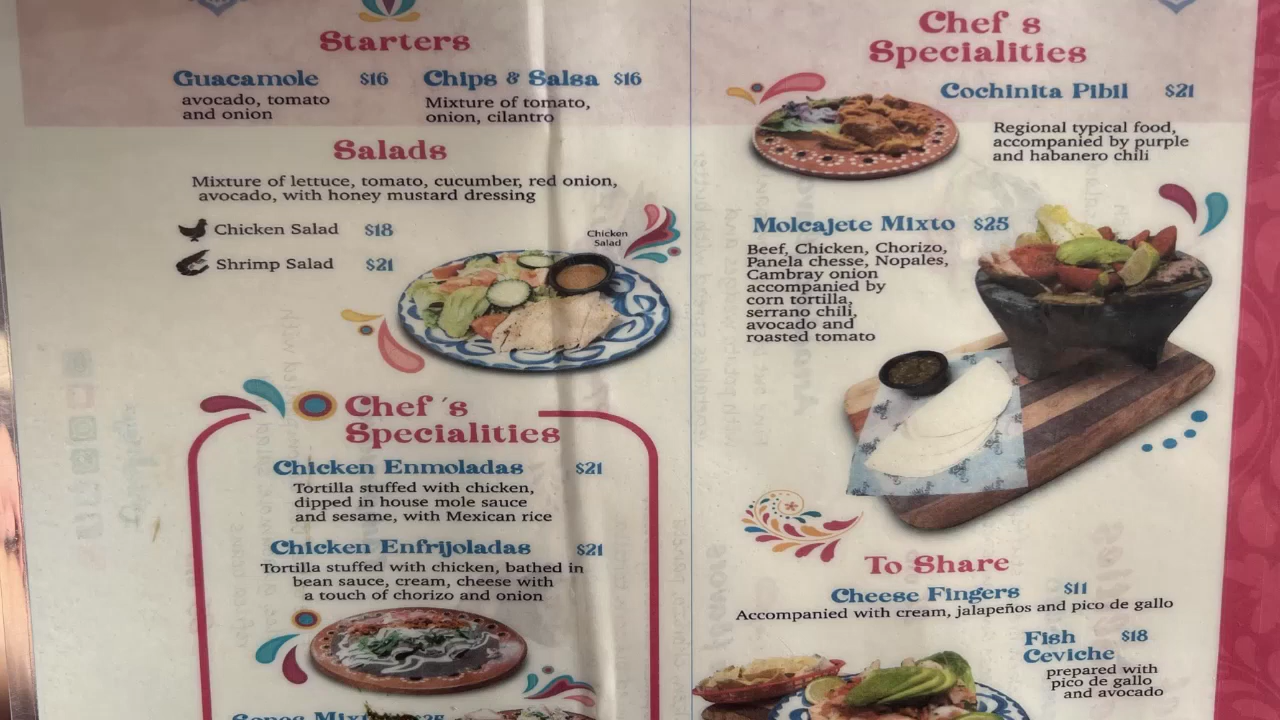 Starters
Guacamole $16
avocado, tomato
and onion
Chips & Salsa $16
Mixture of tomato,
onion, cilantro
Salads
Mixture of lettuce, tomato, cucumber, red onion,
avocado, with honey mustard dressing
Chicken Salad $18
Shrimp Salad $21
Chicken
Salad
Chef ´s
Specialities
Chicken Enmoladas $21
Tortilla stuffed with chicken,
dipped in house mole sauce
and sesame, with Mexican rice
Chicken Enfrijoladas $21
Tortilla stuffed with chicken, bathed in
bean sauce, cream, cheese with
a touch of chorizo and onion
Chef s
Specialities
Cochinita Pibil $21
Regional typical food,
accompanied by purple
and habanero chili
Molcajete Mixto $25
Beef, Chicken, Chorizo,
Panela chesse, Nopales,
Cambray onion
accompanied by
corn tortilla,
serrano chili,
avocado and
roasted tomato
To Share
Cheese Fingers $11
Accompanied with cream, jalapeños and pico de gallo
Fish $18
Ceviche
prepared with
pico de gallo
and avocado